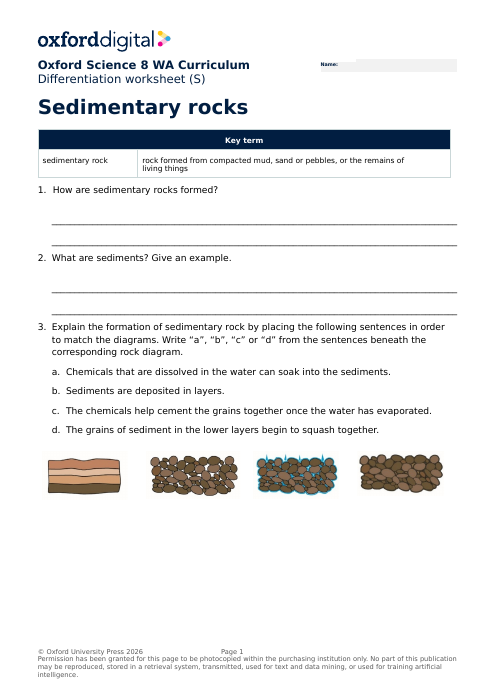 oxforddigital
Oxford Science 8 WA Curriculum
Name:
Differentiation worksheet (S)
Sedimentary rocks
Key term
sedimentary rock
rock formed from compacted mud, sand or pebbles, or the remains of
living things
1. How are sedimentary rocks formed?
2. What are sediments? Give an example.
3. Explain the formation of sedimentary rock by placing the following sentences in order
to match the diagrams. Write “a”, “b”, “c” or “d” from the sentences beneath the
corresponding rock diagram.
a. Chemicals that are dissolved in the water can soak into the sediments.
b. Sediments are deposited in layers.
c. The chemicals help cement the grains together once the water has evaporated.
d. The grains of sediment in the lower layers begin to squash together.
© Oxford University Press 2026 Page 1
Permission has been granted for this page to be photocopied within the purchasing institution only. No part of this publication
may be reproduced, stored in a retrieval system, transmitted, used for text and data mining, or used for training artificial
intelligence.